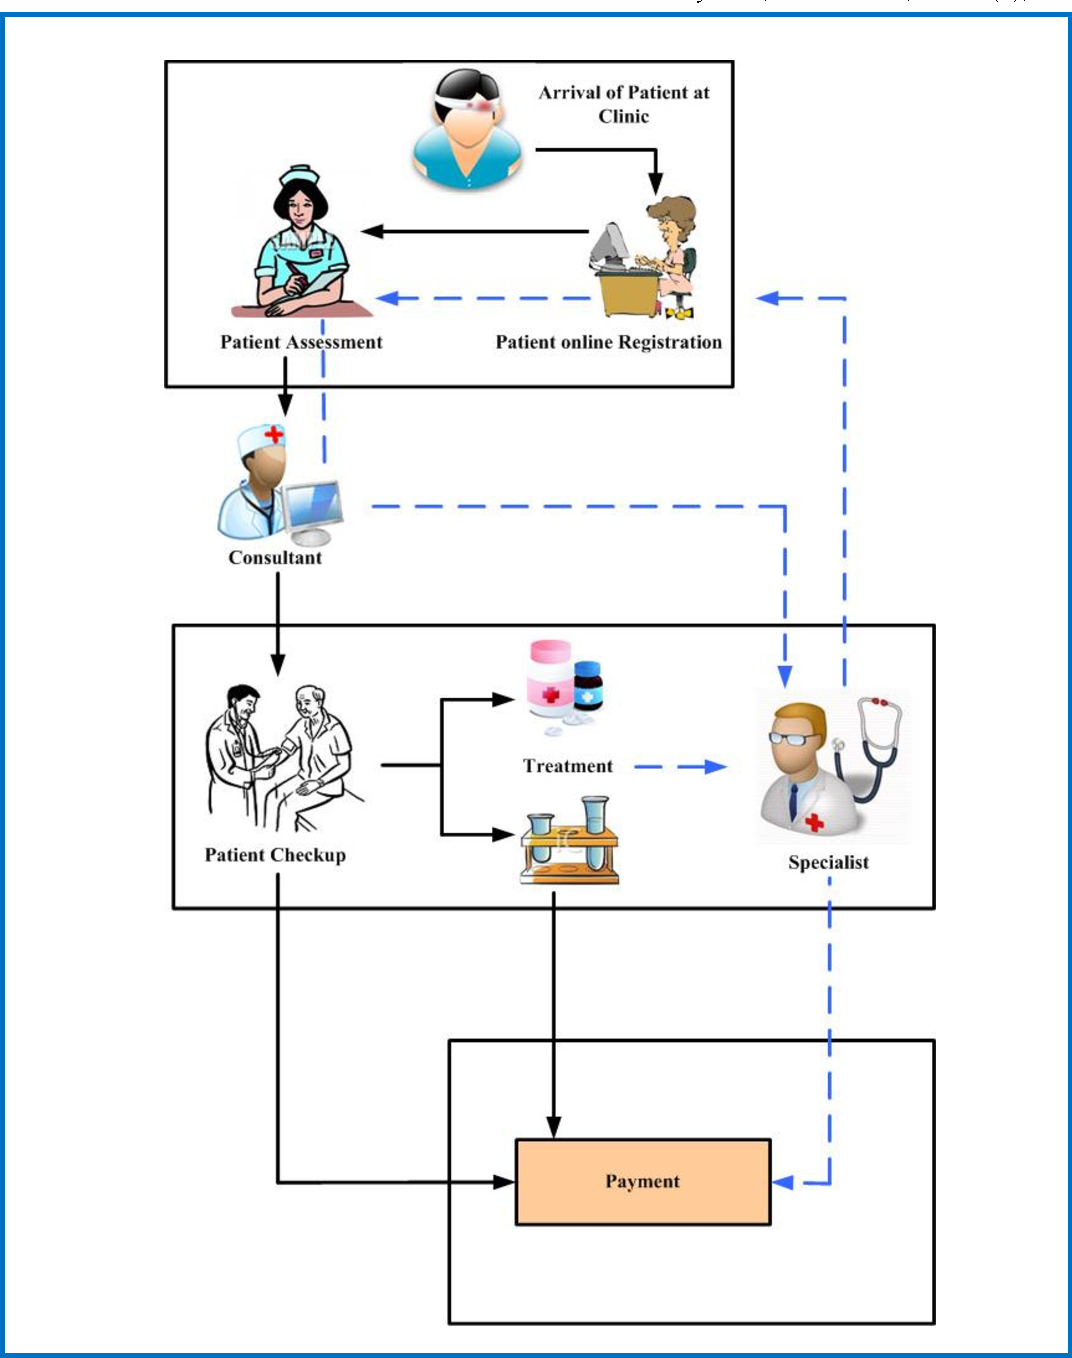 Arrival of Patient at
Clinic
Patient Assessment
Patient online Registration
Consultant
Treatment
Patient Checkup
Specialist
Payment